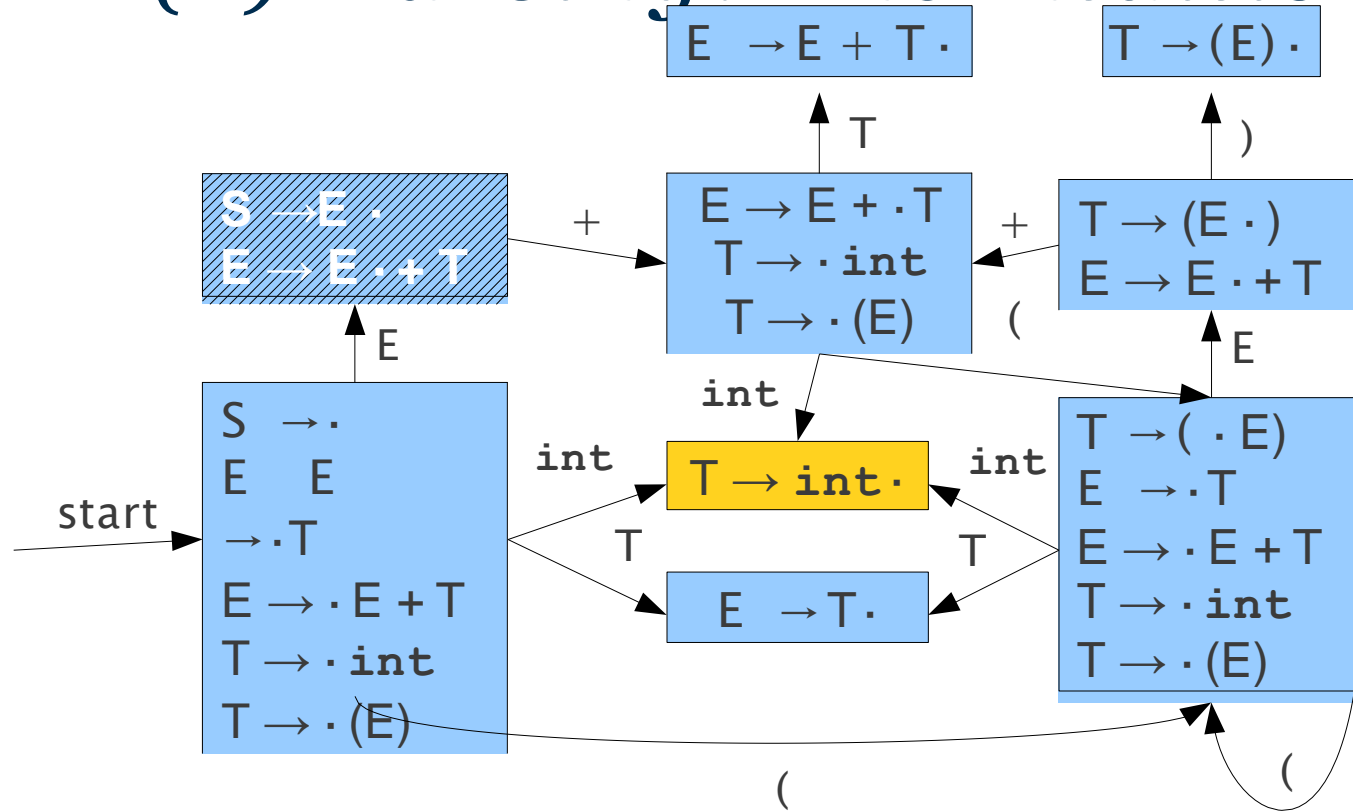 E → E + T ·
T → (E) ·
T
)
S → E ·
E → E · + T
+
E → E + · T
T → · int
T → · (E)
+
T → (E · )
E → E · + T
(
E
E
int
S → ·
E E
→ · T
E → · E + T
T → · int
T → · (E)
start
int
T → int ·
int
T
T
E → T ·
T → ( · E)
E → · T
E → · E + T
T → · int
T → · (E)
(
(